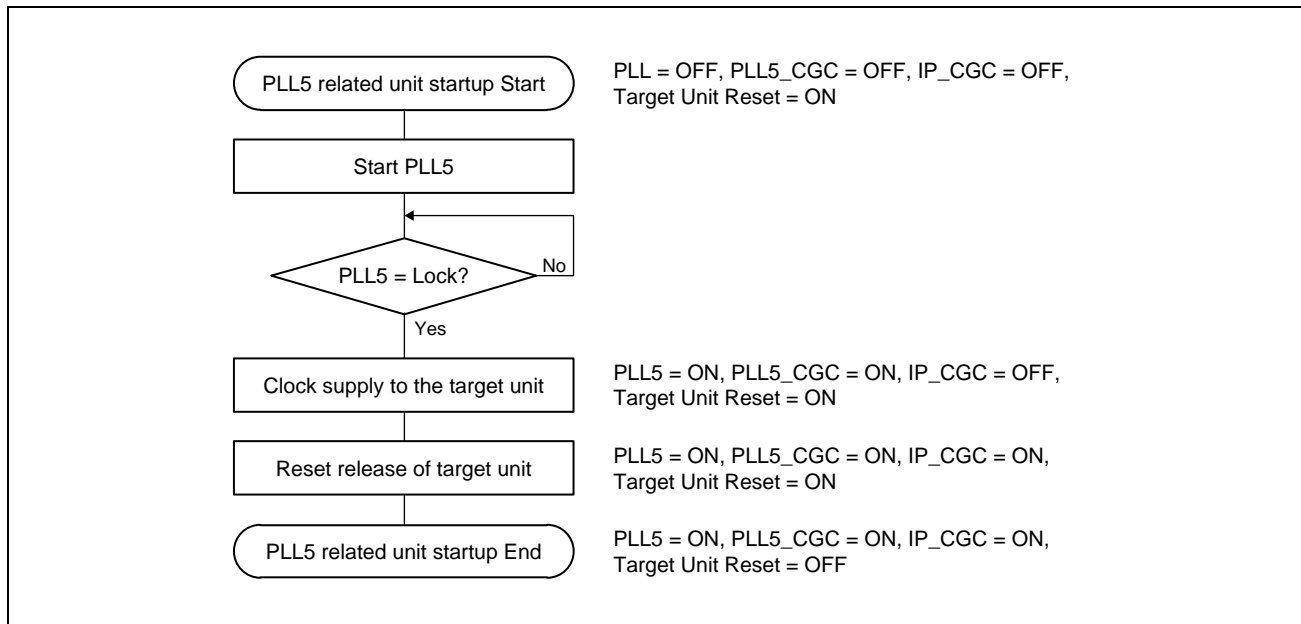 PLL5 related unit startup Start
PLL = OFF, PLL5_CGC = OFF, IP_CGC = OFF,
Target Unit Reset = ON
Start PLL5
PLL5 = Lock?
No
Yes
Clock supply to the target unit
PLL5 = ON, PLL5_CGC = ON, IP_CGC = OFF,
Target Unit Reset = ON
Reset release of target unit
PLL5 = ON, PLL5_CGC = ON, IP_CGC = ON,
Target Unit Reset = ON
PLL5 related unit startup End
PLL5 = ON, PLL5_CGC = ON, IP_CGC = ON,
Target Unit Reset = OFF